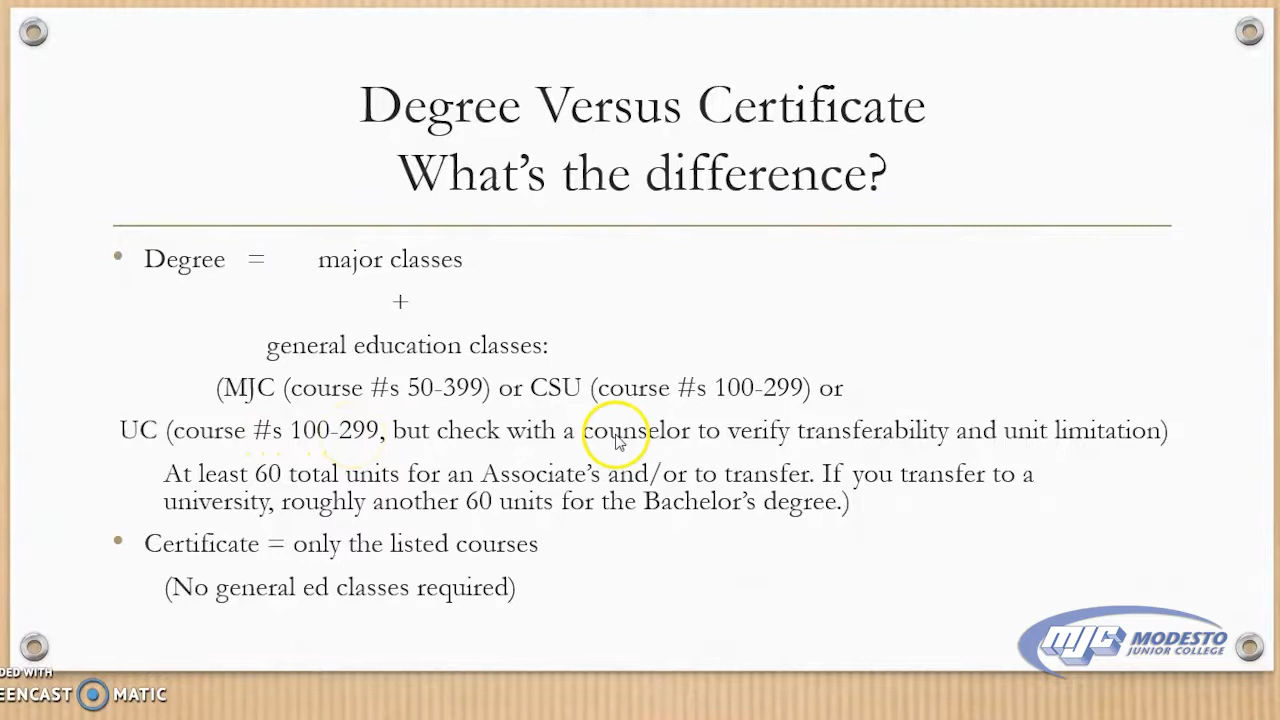 Degree Versus Certificate
What's the difference?
• Degree = major classes
+
general education classes:
(MJC (course #s 50-399) or CSU (course #s 100-299) or
UC (course #s 100-299, but check with a counselor to verify transferability and unit limitation)
At least 60 total units for an Associate's and/or to transfer. If you transfer to a
university, roughly another 60 units for the Bachelor's degree.)
• Certificate = only the listed courses
(No general ed classes required)
MJC MODESTO
JUNIOR COLLEGE
DED WITH
EENCAST MATIC